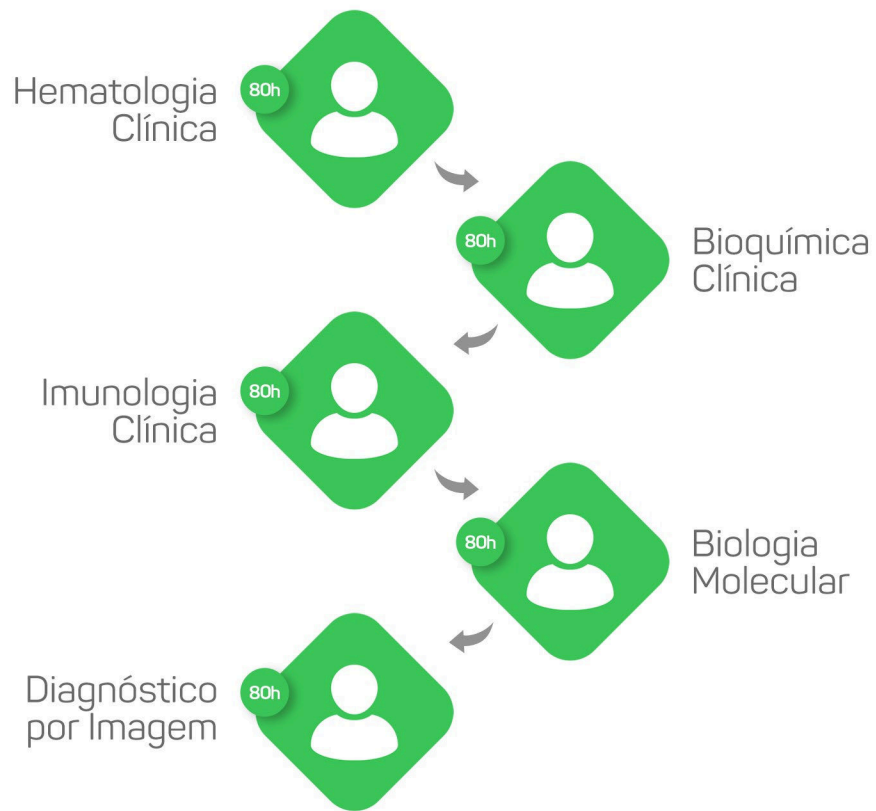 Hematologia
Clínica
80h
80h
Bioquímica
Clínica
Imunologia
Clínica
80h
80h
Biologia
Molecular
Diagnóstico
por Imagem
80h